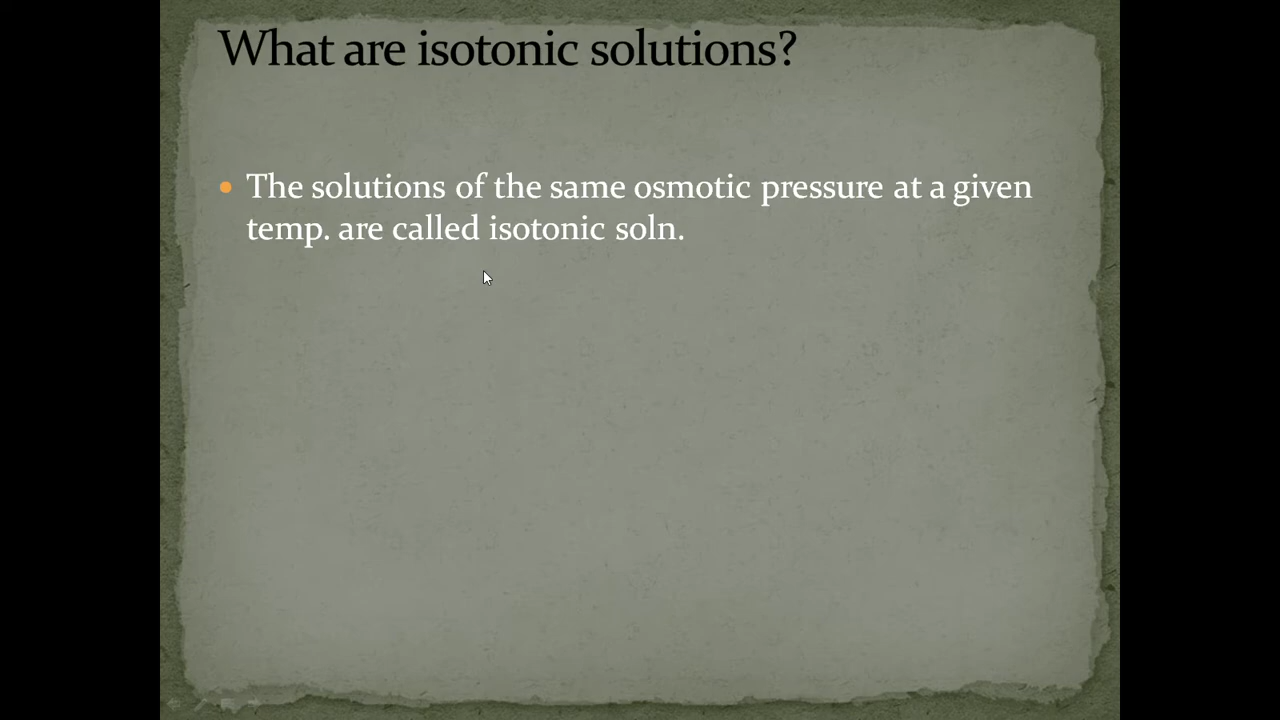 What are isotonic solutions?
The solutions of the same osmotic pressure at a given
temp. are called isotonic soln.